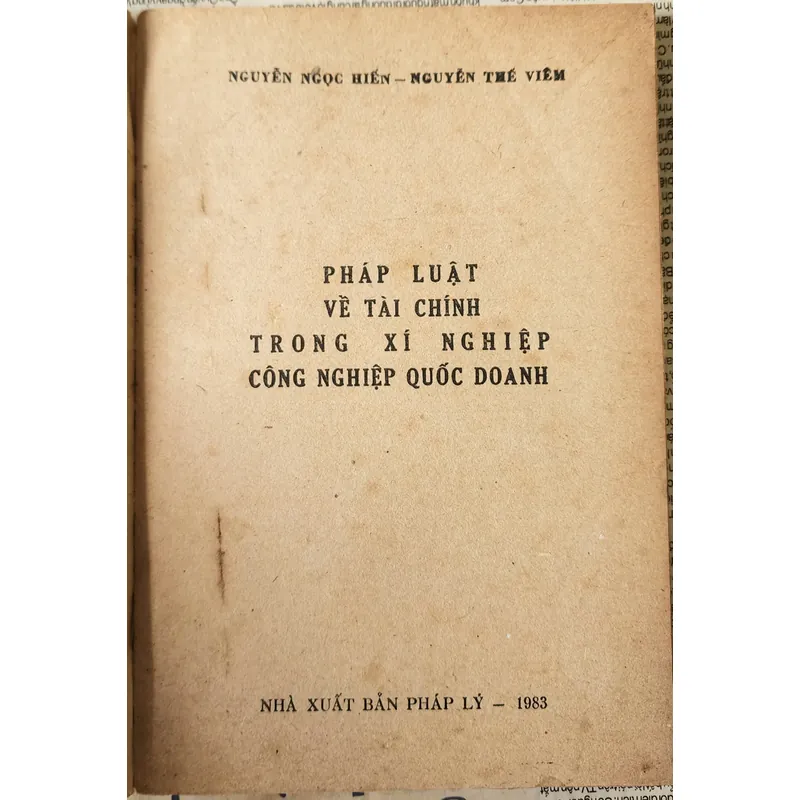 NGUYỄN NGỌC HIẾN – NGUYỄN THẾ VIÊM
PHÁP LUẬT
VỀ TÀI CHÍNH
TRONG XÍ NGHIỆP
CÔNG NGHIỆP QUỐC DOANH
NHÀ XUẤT BẢN PHÁP LÝ – 1983